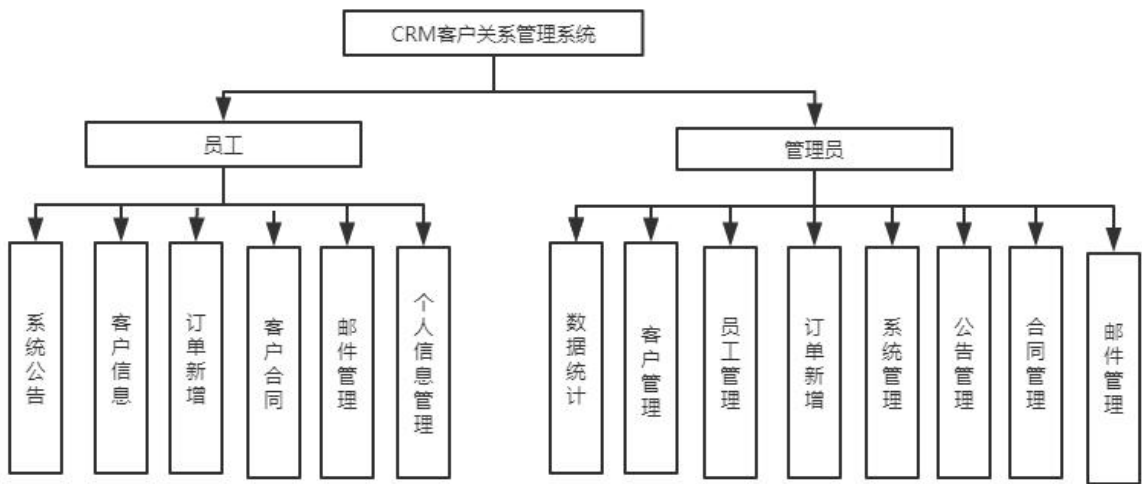 CRM客户关系管理系统
员工
管理员
系统公告
客户信息
订单新增
客户合同
邮件管理
个人信息管理
数据统计
客户管理
员工管理
订单新增
系统管理
公告管理
合同管理
邮件管理